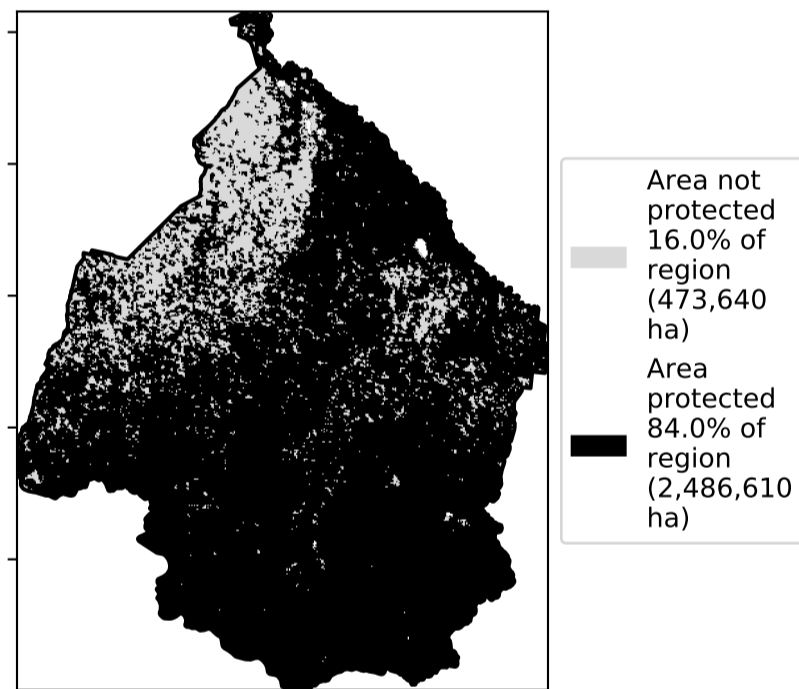 Area not
protected
16.0% of
region
(473,640
ha)
Area
protected
84.0% of
region
(2,486,610
ha)